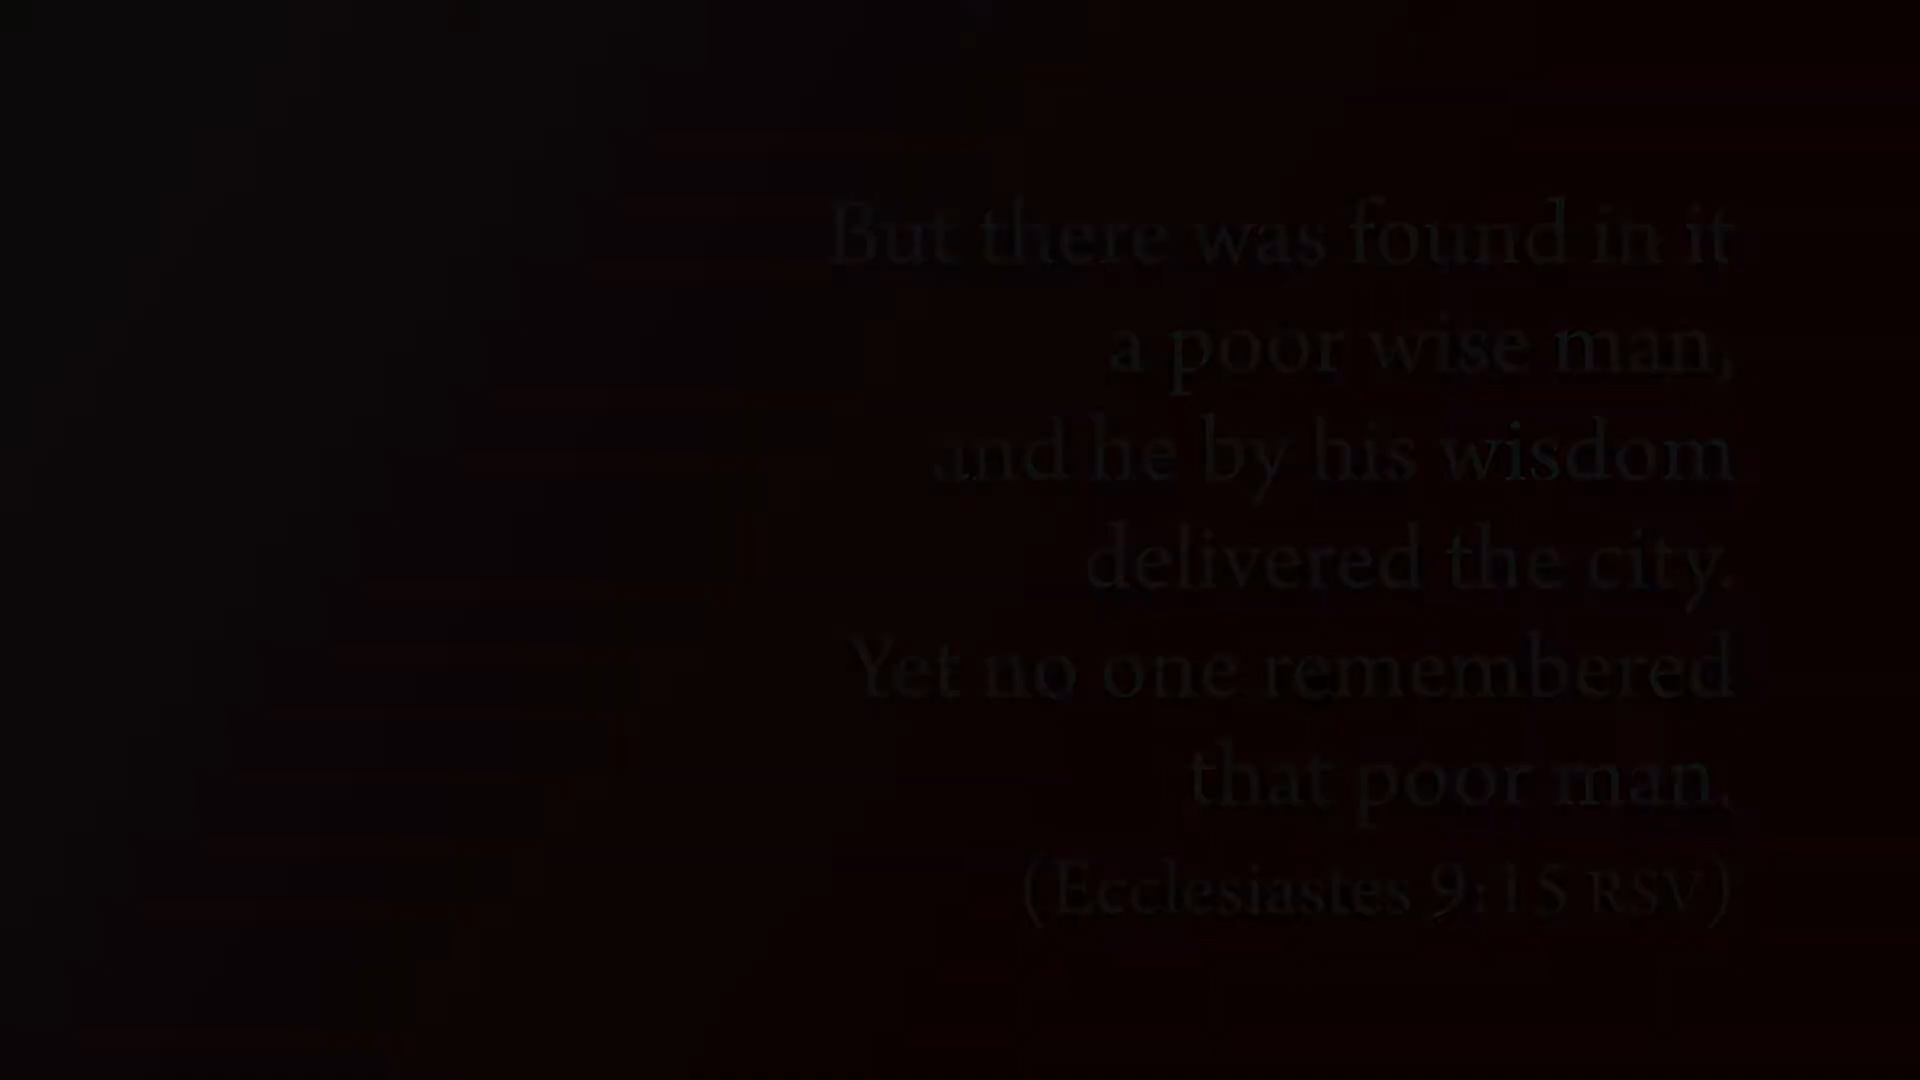 But there was found in it
a poor wise man,
and he by his wisdom
delivered the city.
Yet no one remembered
that poor man.
(Ecclesiastes 9:15 RSV)